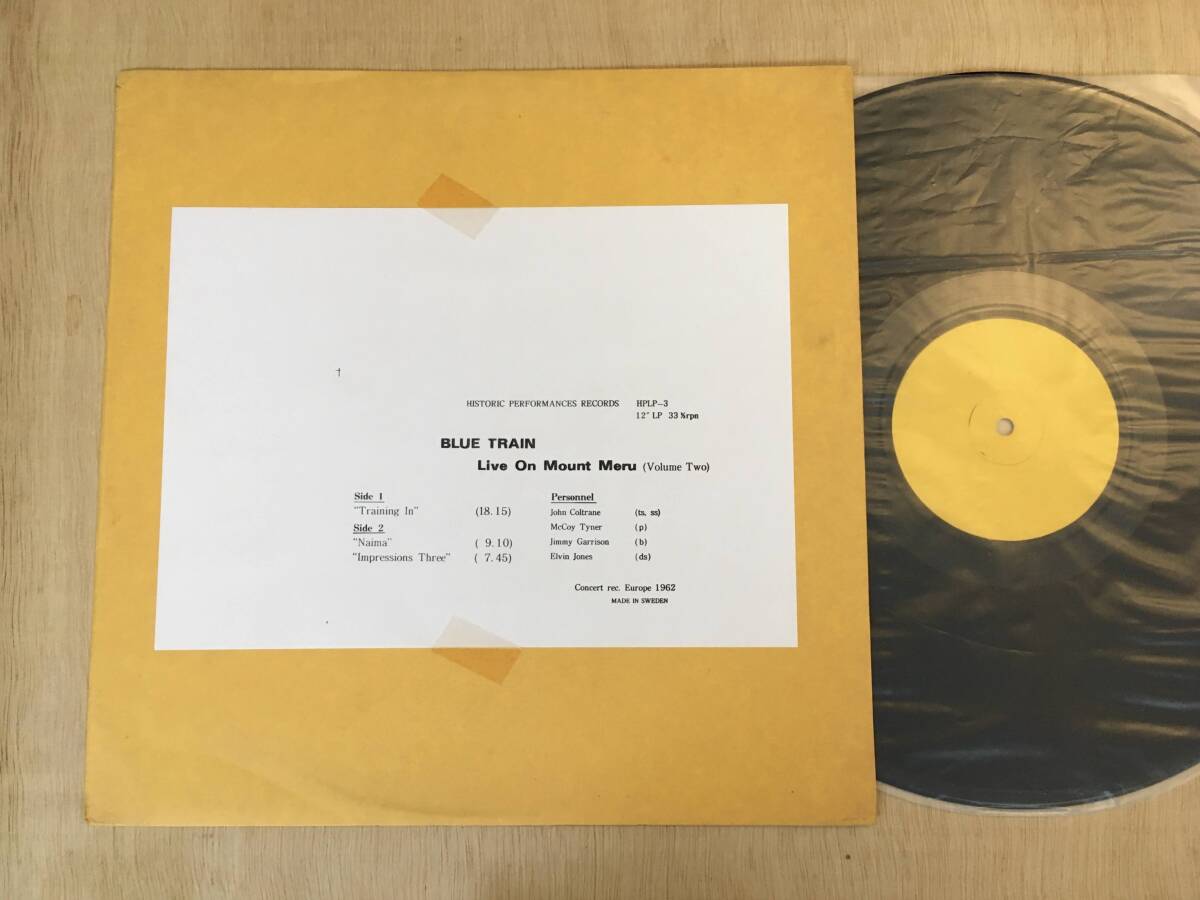 †
HISTORIC PERFORMANCES RECORDS HPLP-3
12" LP 33⅓rpm
BLUE TRAIN
Live On Mount Meru (Volume Two)
Side 1 Personnel
"Training In" (18.15) John Coltrane (ts, ss)
Side 2 McCoy Tyner (p)
"Naima" ( 9.10) Jimmy Garrison (b)
"Impressions Three" ( 7.45) Elvin Jones (ds)
Concert rec. Europe 1962
MADE IN SWEDEN